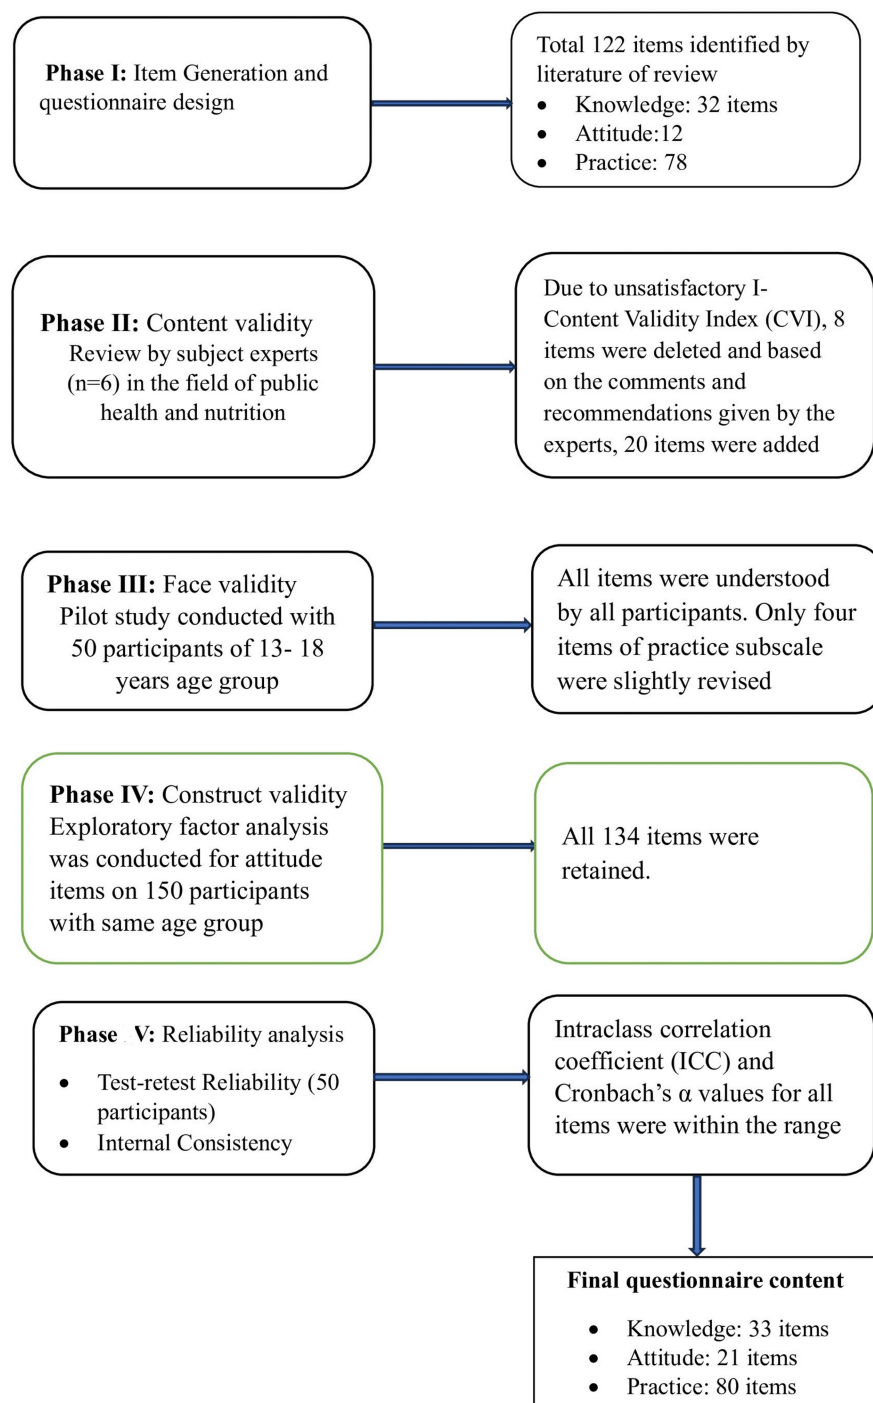 Phase I: Item Generation and
questionnaire design
Total 122 items identified by
literature of review
• Knowledge: 32 items
• Attitude:12
• Practice: 78
Phase II: Content validity
Review by subject experts
(n=6) in the field of public
health and nutrition
Due to unsatisfactory I-
Content Validity Index (CVI), 8
items were deleted and based
on the comments and
recommendations given by the
experts, 20 items were added
Phase III: Face validity
Pilot study conducted with
50 participants of 13- 18
years age group
All items were understood
by all participants. Only four
items of practice subscale
were slightly revised
Phase IV: Construct validity
Exploratory factor analysis
was conducted for attitude
items on 150 participants
with same age group
All 134 items were
retained.
Phase V: Reliability analysis
• Test-retest Reliability (50
participants)
• Internal Consistency
Intraclass correlation
coefficient (ICC) and
Cronbach’s α values for all
items were within the range
Final questionnaire content
• Knowledge: 33 items
• Attitude: 21 items
• Practice: 80 items